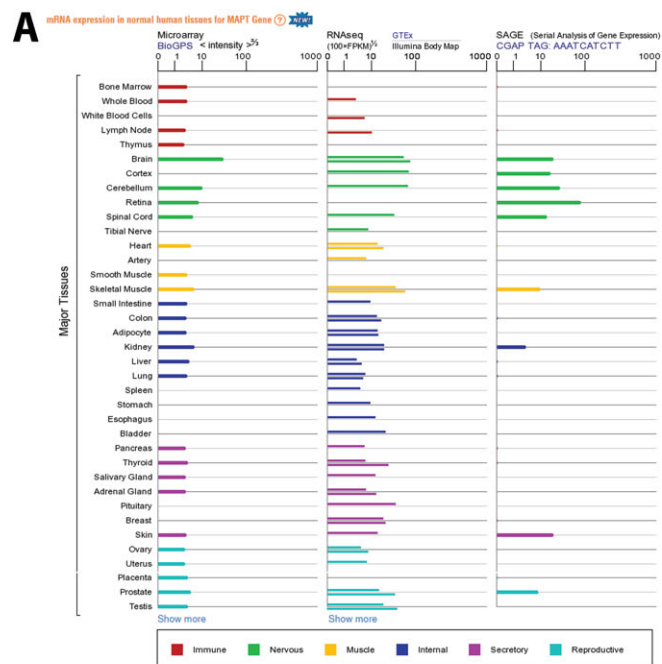 A
mRNA expression in normal human tissues for MAPT Gene ? NEW!
Microarray
BioGPS < intensity >½
0 1 10 100 1000
RNAseq GTEx
(100×FPKM)½ Illumina Body Map
0 1 10 100 1000
SAGE (Serial Analysis of Gene Expression)
CGAP TAG: AAATCATCTT
0 1 10 100 1000
Major Tissues
Bone Marrow
Whole Blood
White Blood Cells
Lymph Node
Thymus
Brain
Cortex
Cerebellum
Retina
Spinal Cord
Tibial Nerve
Heart
Artery
Smooth Muscle
Skeletal Muscle
Small Intestine
Colon
Adipocyte
Kidney
Liver
Lung
Spleen
Stomach
Esophagus
Bladder
Pancreas
Thyroid
Salivary Gland
Adrenal Gland
Pituitary
Breast
Skin
Ovary
Uterus
Placenta
Prostate
Testis
Show more Show more
Immune Nervous Muscle Internal Secretory Reproductive